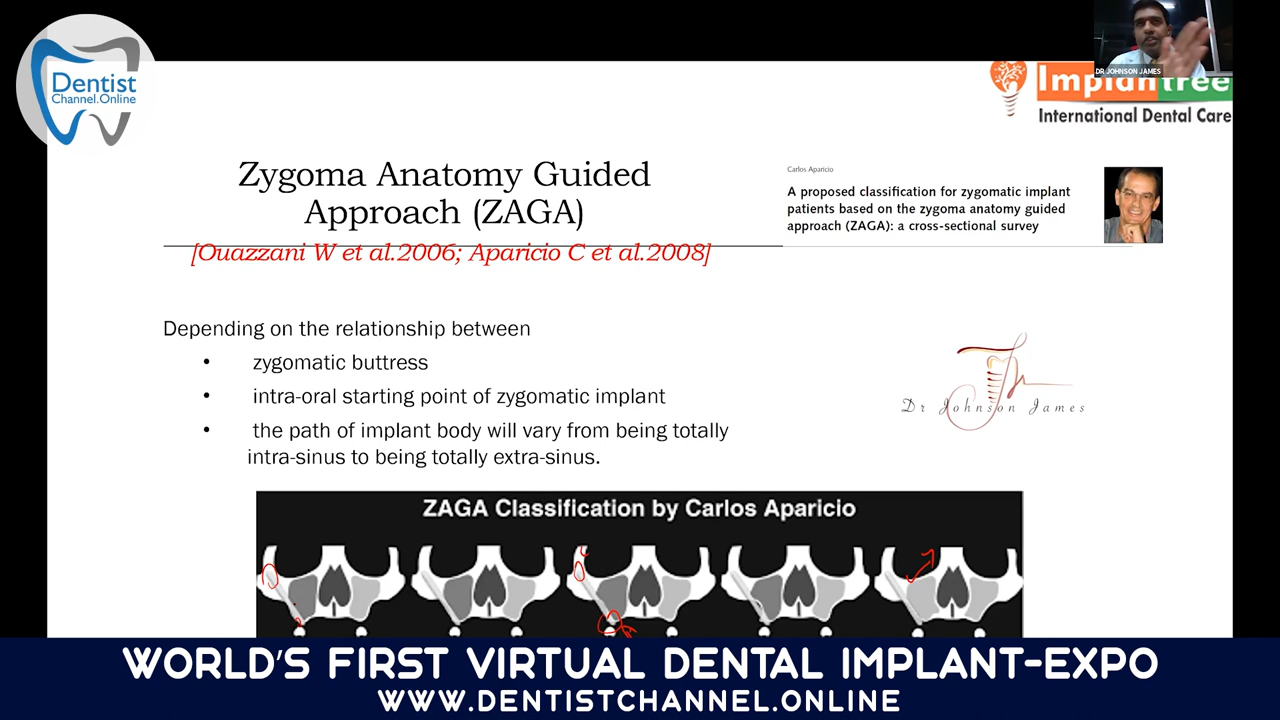 Dentist
Channel.Online
DR JOHNSON JAMES
Implantree
International Dental Care
Zygoma Anatomy Guided
Approach (ZAGA)
[Ouazzani W et al.2006; Aparicio C et al.2008]
Carlos Aparicio
A proposed classification for zygomatic implant
patients based on the zygoma anatomy guided
approach (ZAGA): a cross-sectional survey
Depending on the relationship between
• zygomatic buttress
• intra-oral starting point of zygomatic implant
• the path of implant body will vary from being totally
intra-sinus to being totally extra-sinus.
Dr Johnson James
ZAGA Classification by Carlos Aparicio
WORLD'S FIRST VIRTUAL DENTAL IMPLANT-EXPO
WWW.DENTISTCHANNEL.ONLINE